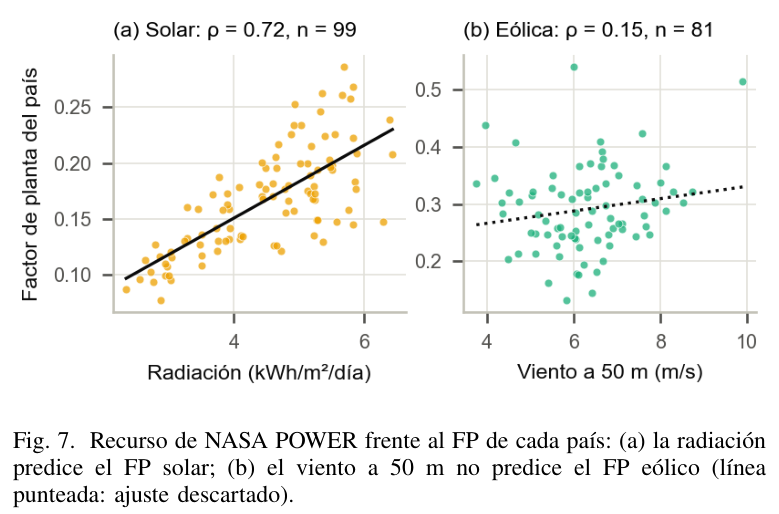 (a) Solar: ρ = 0.72, n = 99
(b) Eólica: ρ = 0.15, n = 81
Factor de planta del país
0.25
0.20
0.15
0.10
4
6
Radiación (kWh/m²/día)
0.5
0.4
0.3
0.2
4
6
8
10
Viento a 50 m (m/s)
Fig. 7. Recurso de NASA POWER frente al FP de cada país: (a) la radiación
predice el FP solar; (b) el viento a 50 m no predice el FP eólico (línea
punteada: ajuste descartado).